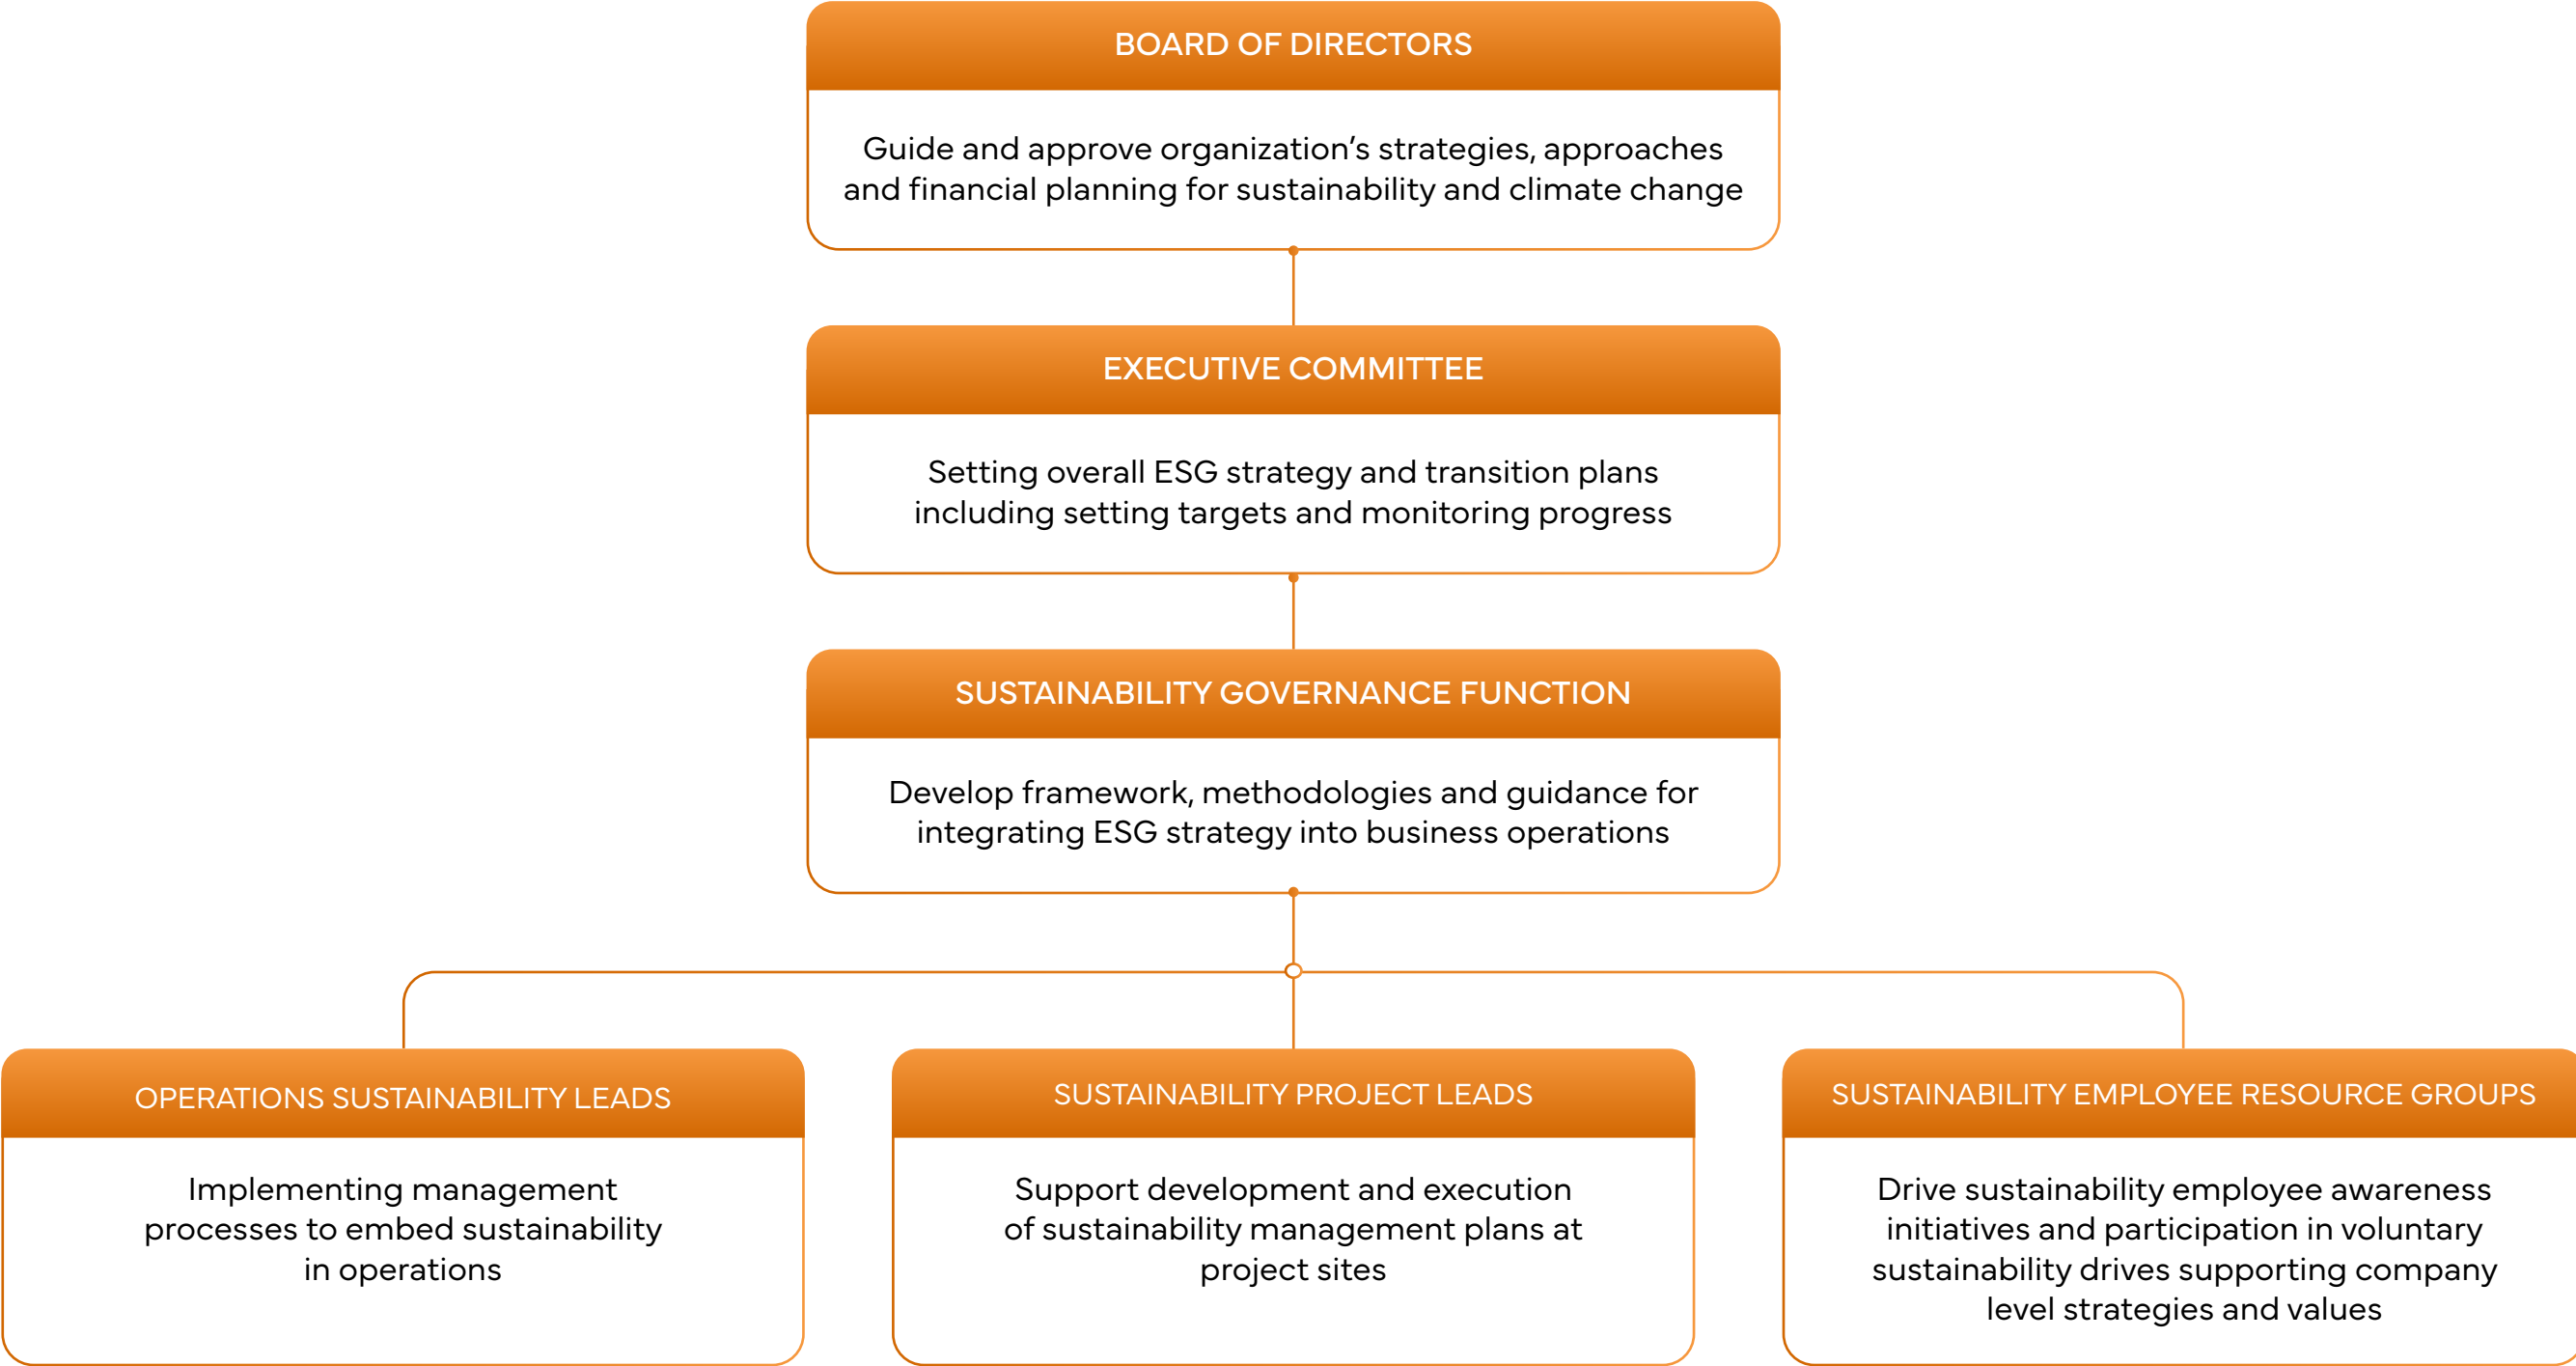 BOARD OF DIRECTORS
Guide and approve organization’s strategies, approaches
and financial planning for sustainability and climate change
EXECUTIVE COMMITTEE
Setting overall ESG strategy and transition plans
including setting targets and monitoring progress
SUSTAINABILITY GOVERNANCE FUNCTION
Develop framework, methodologies and guidance for
integrating ESG strategy into business operations
OPERATIONS SUSTAINABILITY LEADS
Implementing management
processes to embed sustainability
in operations
SUSTAINABILITY PROJECT LEADS
Support development and execution
of sustainability management plans at
project sites
SUSTAINABILITY EMPLOYEE RESOURCE GROUPS
Drive sustainability employee awareness
initiatives and participation in voluntary
sustainability drives supporting company
level strategies and values